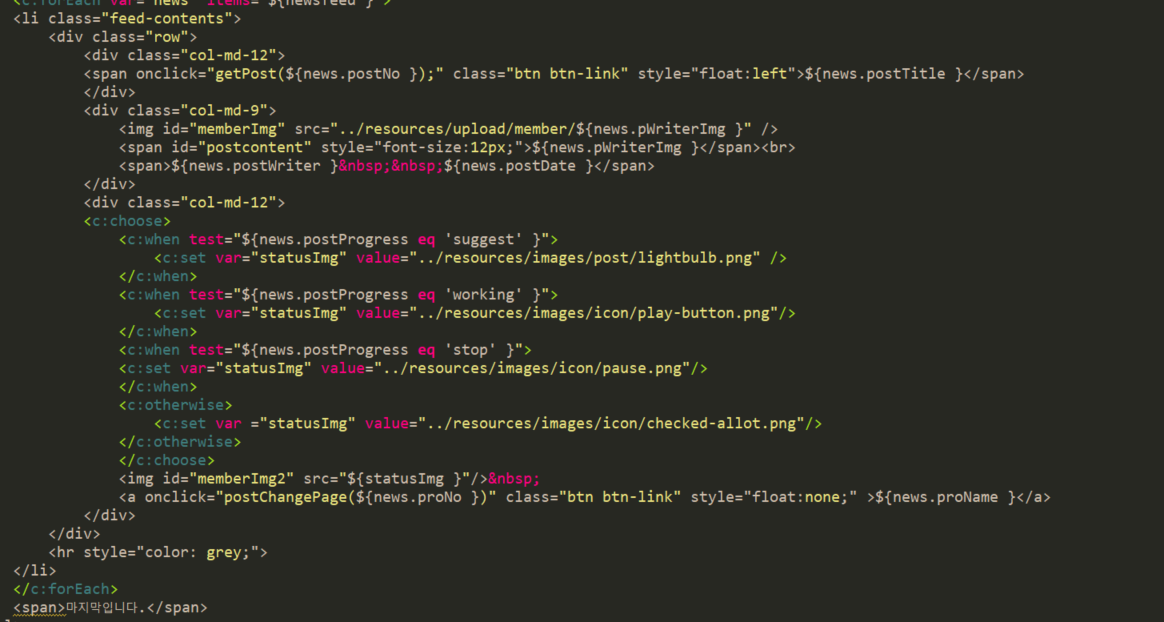 <c:forEach var="news" items="${newsfeed }">
<li class="feed-contents">
<div class="row">
<div class="col-md-12">
<span onclick="getPost(${news.postNo });" class="btn btn-link" style="float:left">${news.postTitle }</span>
</div>
<div class="col-md-9">
<img id="memberImg" src="../resources/upload/member/${news.pWriterImg }" />
<span id="postcontent" style="font-size:12px;">${news.pWriterImg }</span><br>
<span>${news.postWriter }&nbsp;&nbsp;${news.postDate }</span>
</div>
<div class="col-md-12">
<c:choose>
<c:when test="${news.postProgress eq 'suggest' }">
<c:set var="statusImg" value="../resources/images/post/lightbulb.png" />
</c:when>
<c:when test="${news.postProgress eq 'working' }">
<c:set var="statusImg" value="../resources/images/icon/play-button.png"/>
</c:when>
<c:when test="${news.postProgress eq 'stop' }">
<c:set var="statusImg" value="../resources/images/icon/pause.png"/>
</c:when>
<c:otherwise>
<c:set var ="statusImg" value="../resources/images/icon/checked-allot.png"/>
</c:otherwise>
</c:choose>
<img id="memberImg2" src="${statusImg }"/>&nbsp;
<a onclick="postChangePage(${news.proNo })" class="btn btn-link" style="float:none;" >${news.proName }</a>
</div>
</div>
<hr style="color: grey;">
</li>
</c:forEach>
<span>마지막입니다.</span>